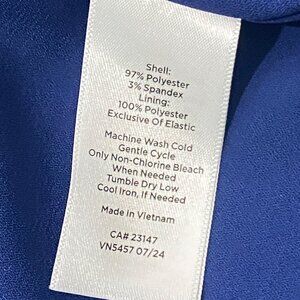 Shell:
97% Polyester
3% Spandex
Lining:
100% Polyester
Exclusive Of Elastic
Machine Wash Cold
Gentle Cycle
Only Non-Chlorine Bleach
When Needed
Tumble Dry Low
Cool Iron, If Needed
Made in Vietnam
CA# 23147
VN5457 07/24